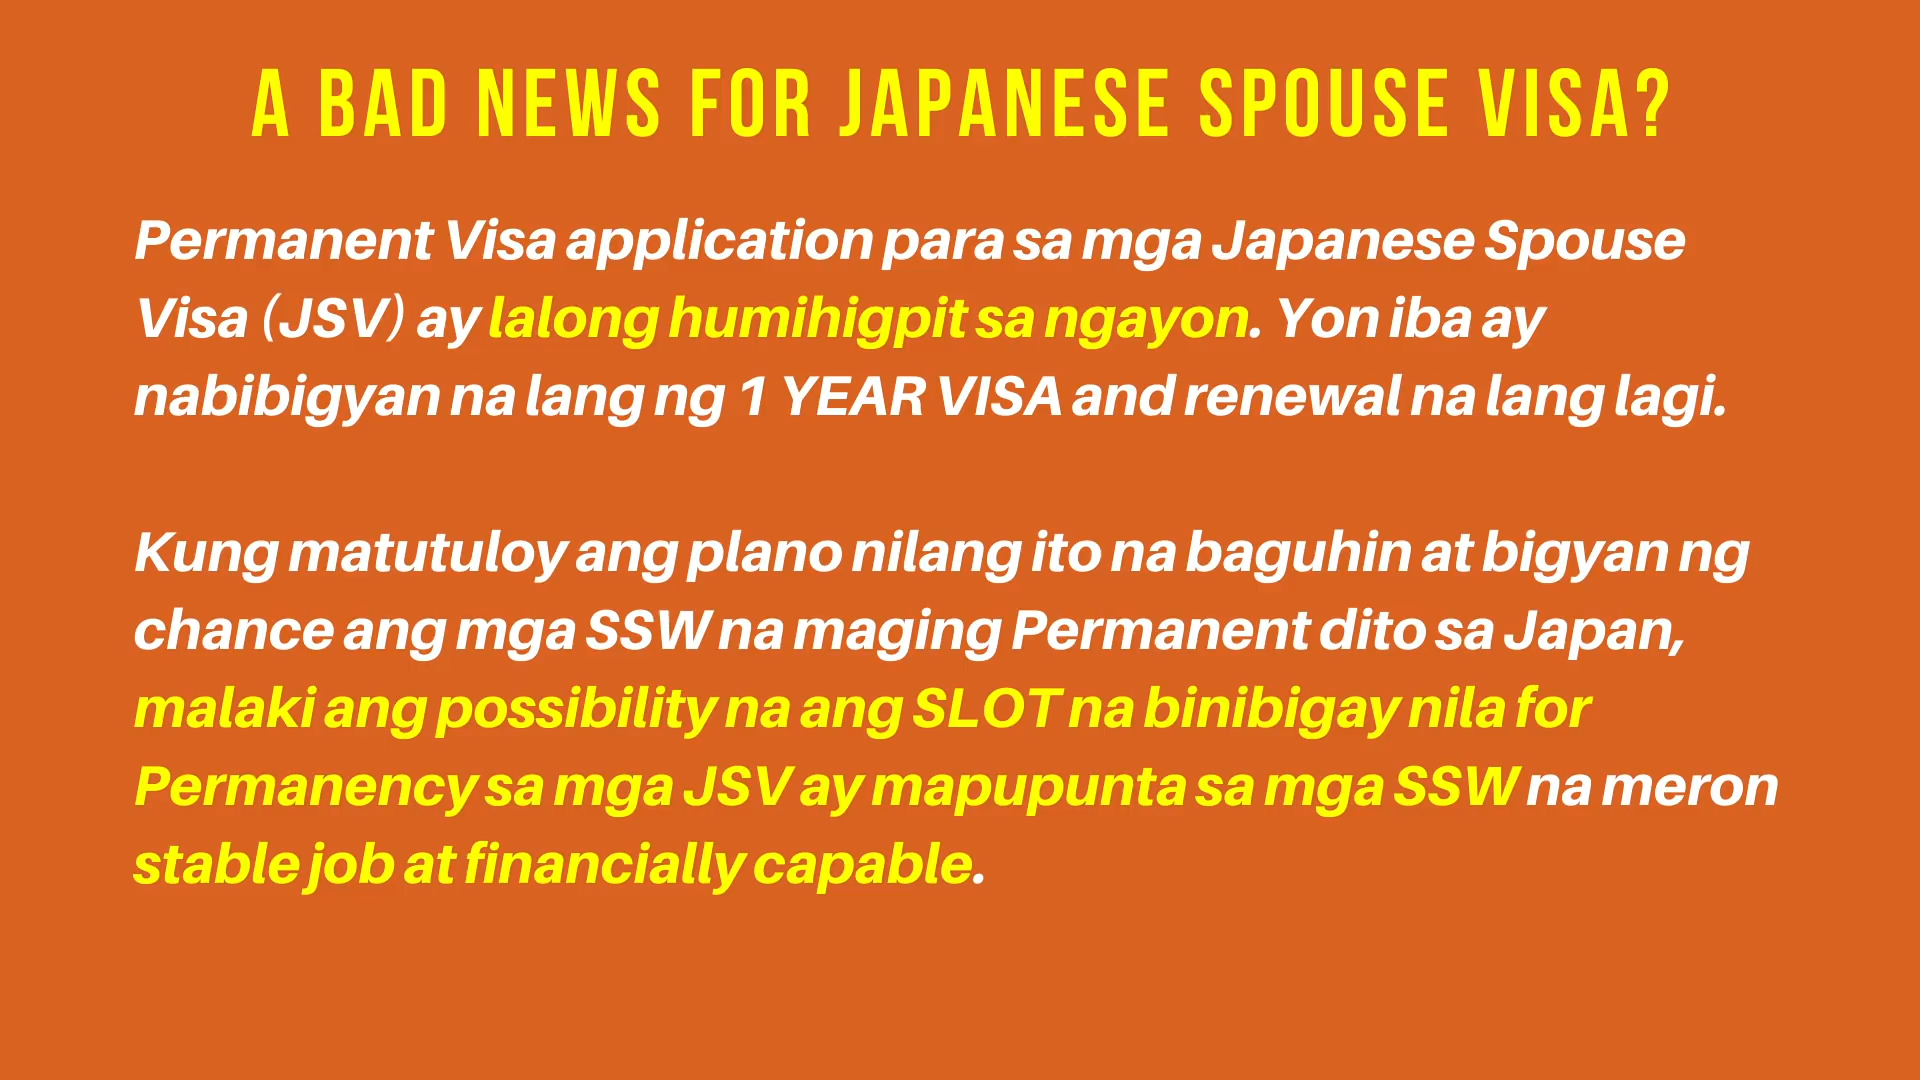 A BAD NEWS FOR JAPANESE SPOUSE VISA?
Permanent Visa application para sa mga Japanese Spouse
Visa (JSV) ay lalong humihigpit sa ngayon. Yon iba ay
nabibigyan na lang ng 1 YEAR VISA and renewal na lang lagi.
Kung matutuloy ang plano nilang ito na baguhin at bigyan ng
chance ang mga SSW na maging Permanent dito sa Japan,
malaki ang possibility na ang SLOT na binibigay nila for
Permanency sa mga JSV ay mapupunta sa mga SSW na meron
stable job at financially capable.